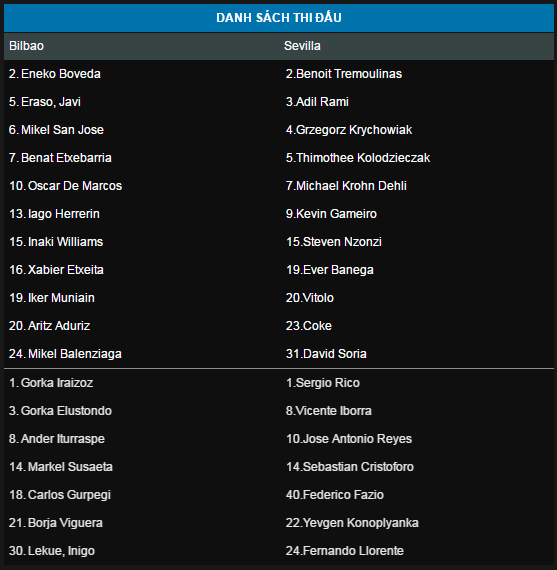 DANH SÁCH THI ĐẤU
Bilbao Sevilla
2. Eneko Boveda 2.Benoit Tremoulinas
5. Eraso, Javi 3.Adil Rami
6. Mikel San Jose 4.Grzegorz Krychowiak
7. Benat Etxebarria 5.Thimothee Kolodzieczak
10. Oscar De Marcos 7.Michael Krohn Dehli
13. Iago Herrerin 9.Kevin Gameiro
15. Inaki Williams 15.Steven Nzonzi
16. Xabier Etxeita 19.Ever Banega
19. Iker Muniain 20.Vitolo
20. Aritz Aduriz 23.Coke
24. Mikel Balenziaga 31.David Soria
1. Gorka Iraizoz 1.Sergio Rico
3. Gorka Elustondo 8.Vicente Iborra
8. Ander Iturraspe 10.Jose Antonio Reyes
14. Markel Susaeta 14.Sebastian Cristoforo
18. Carlos Gurpegi 40.Federico Fazio
21. Borja Viguera 22.Yevgen Konoplyanka
30. Lekue, Inigo 24.Fernando Llorente